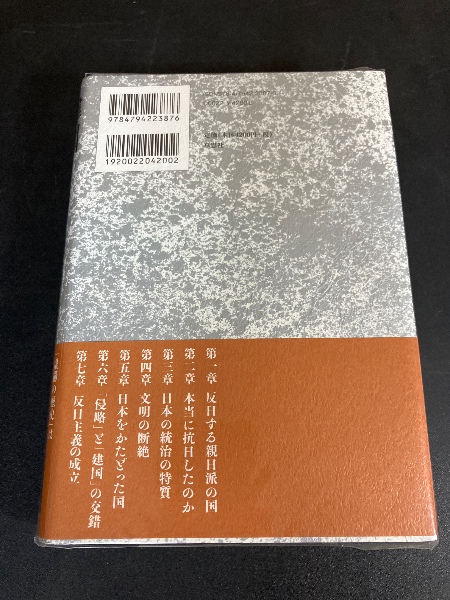 9784794223876
1920022042002
草思社
第一章 反日する親日派の国
第二章 本当に抗日したのか
第三章 日本の統治の特質
第四章 文明の断絶
第五章 日本をかたどった国
第六章 「侵略」と「建国」の交錯
第七章 反日主義の成立